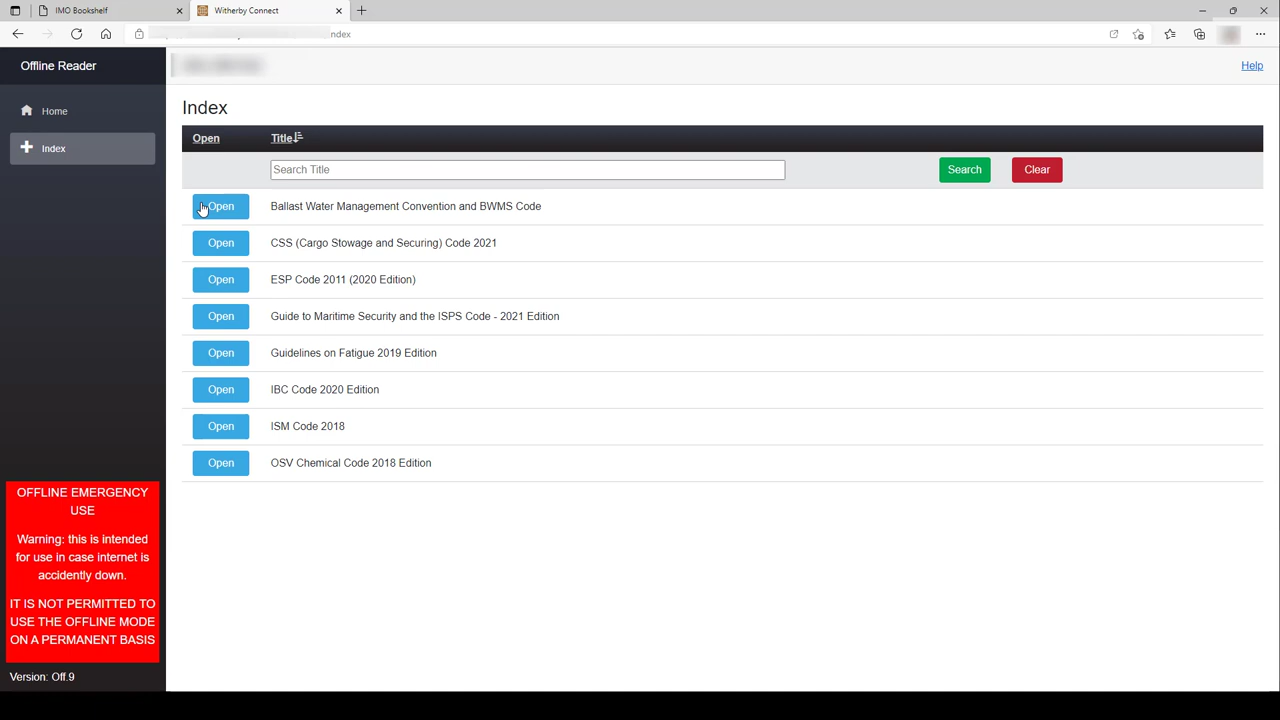 IMO Bookshelf
Witherby Connect
ndex
Offline Reader
Help
Home
Index
Index
Open Title
Search Title Search Clear
Open Ballast Water Management Convention and BWMS Code
Open CSS (Cargo Stowage and Securing) Code 2021
Open ESP Code 2011 (2020 Edition)
Open Guide to Maritime Security and the ISPS Code - 2021 Edition
Open Guidelines on Fatigue 2019 Edition
Open IBC Code 2020 Edition
Open ISM Code 2018
Open OSV Chemical Code 2018 Edition
OFFLINE EMERGENCY
USE
Warning: this is intended
for use in case internet is
accidently down.
IT IS NOT PERMITTED TO
USE THE OFFLINE MODE
ON A PERMANENT BASIS
Version: Off.9